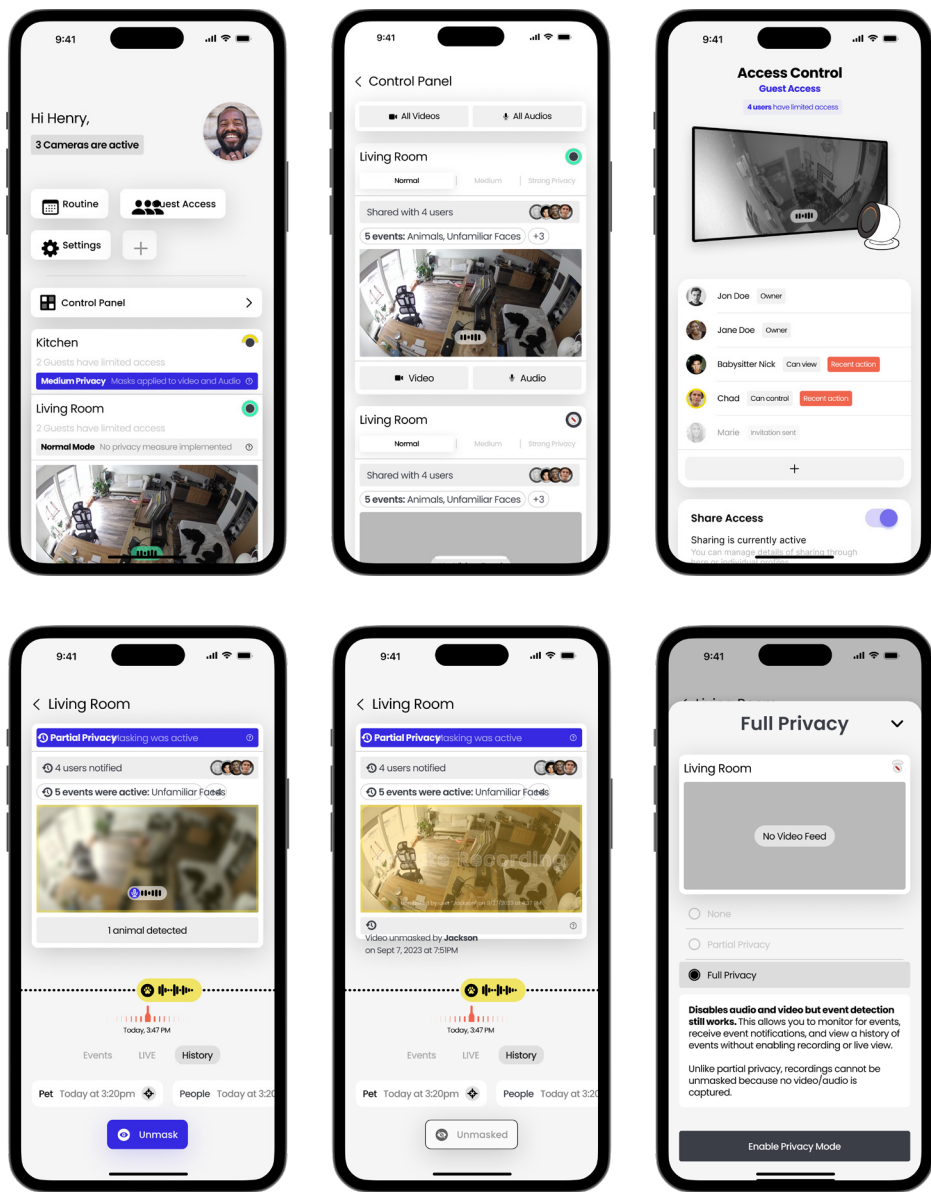 9:41
Hi Henry,
3 Cameras are active
Routine
uest Access
Settings
Control Panel
Kitchen
2 Guests have limited access
Medium Privacy Masks applied to video and Audio
Living Room
2 Guests have limited access
Normal Mode No privacy measure implemented
9:41
Control Panel
All Videos
All Audios
Living Room
Normal Medium Strong Privacy
Shared with 4 users
5 events: Animals, Unfamiliar Faces +3
Video
Audio
Living Room
Normal Medium Strong Privacy
Shared with 4 users
5 events: Animals, Unfamiliar Faces +3
9:41
Access Control
Guest Access
4 users have limited access
Jon Doe Owner
Jane Doe Owner
Babysitter Nick Can view Recent action
Chad Can control Recent action
Marie Invitation sent
+
Share Access
Sharing is currently active
You can manage details of sharing through
here or individual profiles
9:41
Living Room
Partial Privacy Masking was active
4 users notified
5 events were active: Unfamiliar Faces
1 animal detected
Today, 3:47 PM
Events LIVE History
Pet Today at 3:20pm
People Today at 3:20
Unmask
9:41
Living Room
Partial Privacy Masking was active
4 users notified
5 events were active: Unfamiliar Faces
Recording
Video unmasked by Jackson
on Sept 7, 2023 at 7:51PM
Today, 3:47 PM
Events LIVE History
Pet Today at 3:20pm
People Today at 3:20
Unmasked
9:41
Full Privacy
Living Room
No Video Feed
None
Partial Privacy
Full Privacy
Disables audio and video but event detection
still works. This allows you to monitor for events,
receive event notifications, and view a history of
events without enabling recording or live view.
Unlike partial privacy, recordings cannot be
unmasked because no video/audio is
captured.
Enable Privacy Mode